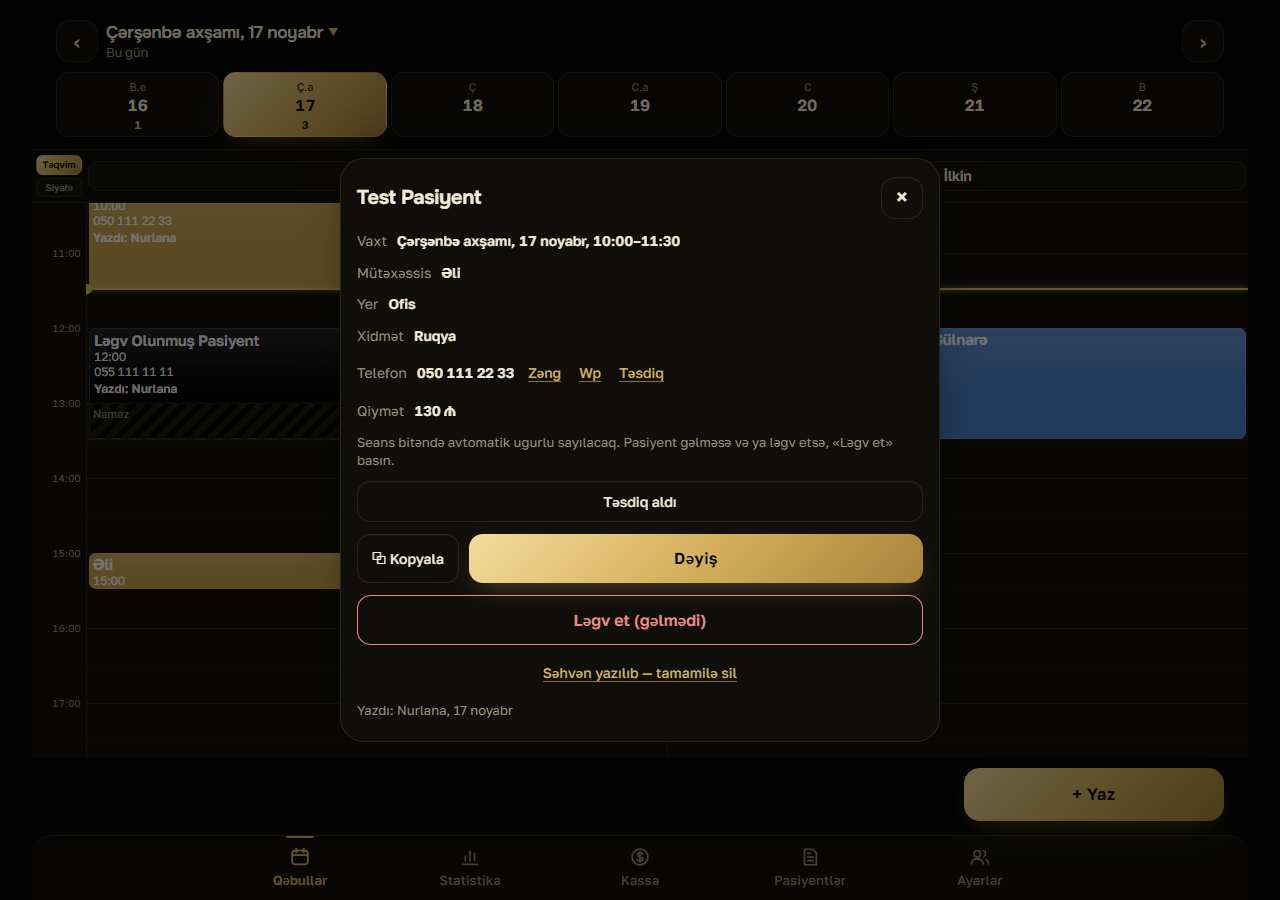 ‹
Çərşənbə axşamı, 17 noyabr ▾
Bu gün
›
B.e
16
1
Ç.a
17
3
Ç
18
C.a
19
C
20
Ş
21
B
22
Təqvim
Siyahı
İlkin
10:00
050 111 22 33
Yazdı: Nurlana
11:00
12:00
Ləgv Olunmuş Pasiyent
12:00
055 111 11 11
Yazdı: Nurlana
Gülnarə
13:00
Namaz
14:00
15:00
Əli
15:00
16:00
17:00
Test Pasiyent
×
Vaxt Çərşənbə axşamı, 17 noyabr, 10:00–11:30
Mütəxəssis Əli
Yer Ofis
Xidmət Ruqya
Telefon 050 111 22 33 Zəng Wp Təsdiq
Qiymət 130 ₼
Seans bitəndə avtomatik ugurlu sayılacaq. Pasiyent gəlməsə və ya ləgv etsə, «Ləgv et»
basın.
Təsdiq aldı
Kopyala
Dəyiş
Ləgv et (gəlmədi)
Səhvən yazılıb — tamamilə sil
Yazdı: Nurlana, 17 noyabr
+ Yaz
Qəbullar
Statistika
Kassa
Pasiyentlər
Ayarlar